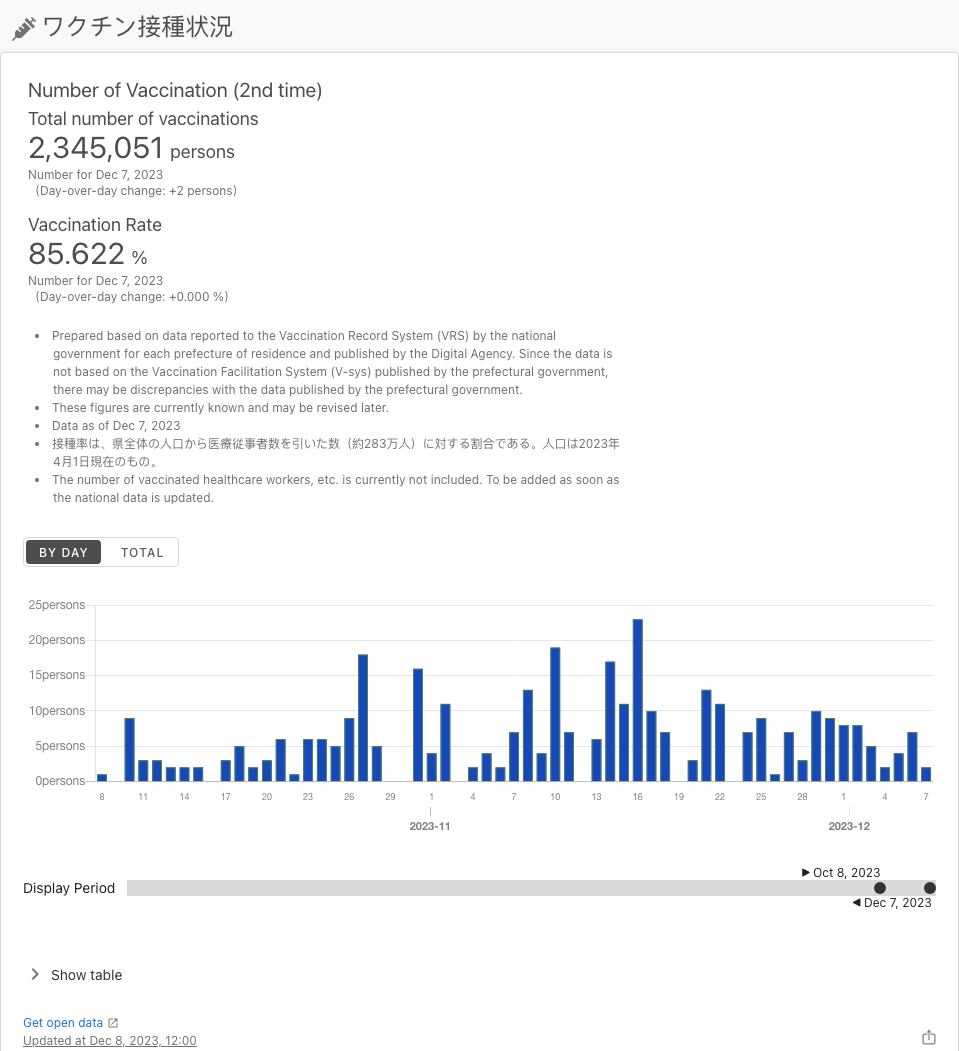 ワクチン接種状況
Number of Vaccination (2nd time)
Total number of vaccinations
2,345,051 persons
Number for Dec 7, 2023
(Day-over-day change: +2 persons)
Vaccination Rate
85.622 %
Number for Dec 7, 2023
(Day-over-day change: +0.000 %)
• Prepared based on data reported to the Vaccination Record System (VRS) by the national
government for each prefecture of residence and published by the Digital Agency. Since the data is
not based on the Vaccination Facilitation System (V-sys) published by the prefectural government,
there may be discrepancies with the data published by the prefectural government.
• These figures are currently known and may be revised later.
• Data as of Dec 7, 2023
• 接種率は、県全体の人口から医療従事者数を引いた数（約283万人）に対する割合である。人口は2023年
4月1日現在のもの。
• The number of vaccinated healthcare workers, etc. is currently not included. To be added as soon as
the national data is updated.
BY DAY TOTAL
25persons
20persons
15persons
10persons
5persons
0persons
8 11 14 17 20 23 26 29 1 4 7 10 13 16 19 22 25 28 1 4 7
2023-11 2023-12
▶ Oct 8, 2023
Display Period
◀ Dec 7, 2023
Show table
Get open data
Updated at Dec 8, 2023, 12:00